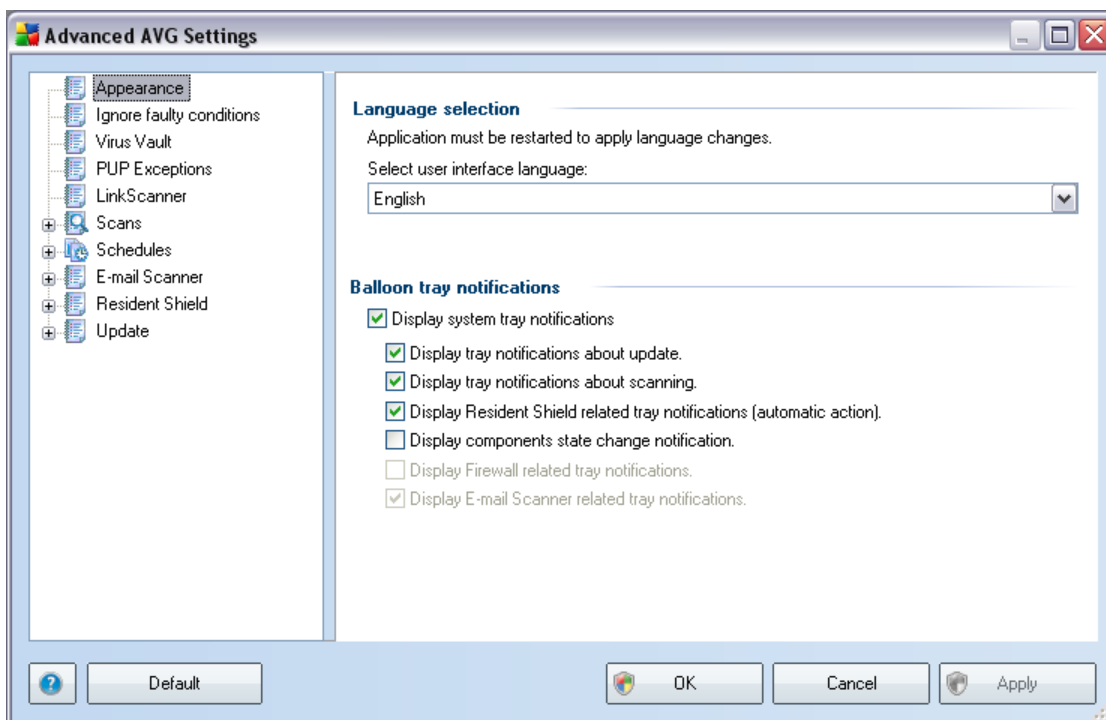 Advanced AVG Settings
Appearance
Ignore faulty conditions
Virus Vault
PUP Exceptions
LinkScanner
Scans
Schedules
E-mail Scanner
Resident Shield
Update
Language selection
Application must be restarted to apply language changes.
Select user interface language:
English
Balloon tray notifications
Display system tray notifications
Display tray notifications about update.
Display tray notifications about scanning.
Display Resident Shield related tray notifications (automatic action).
Display components state change notification.
Display Firewall related tray notifications.
Display E-mail Scanner related tray notifications.
?
Default
OK
Cancel
Apply